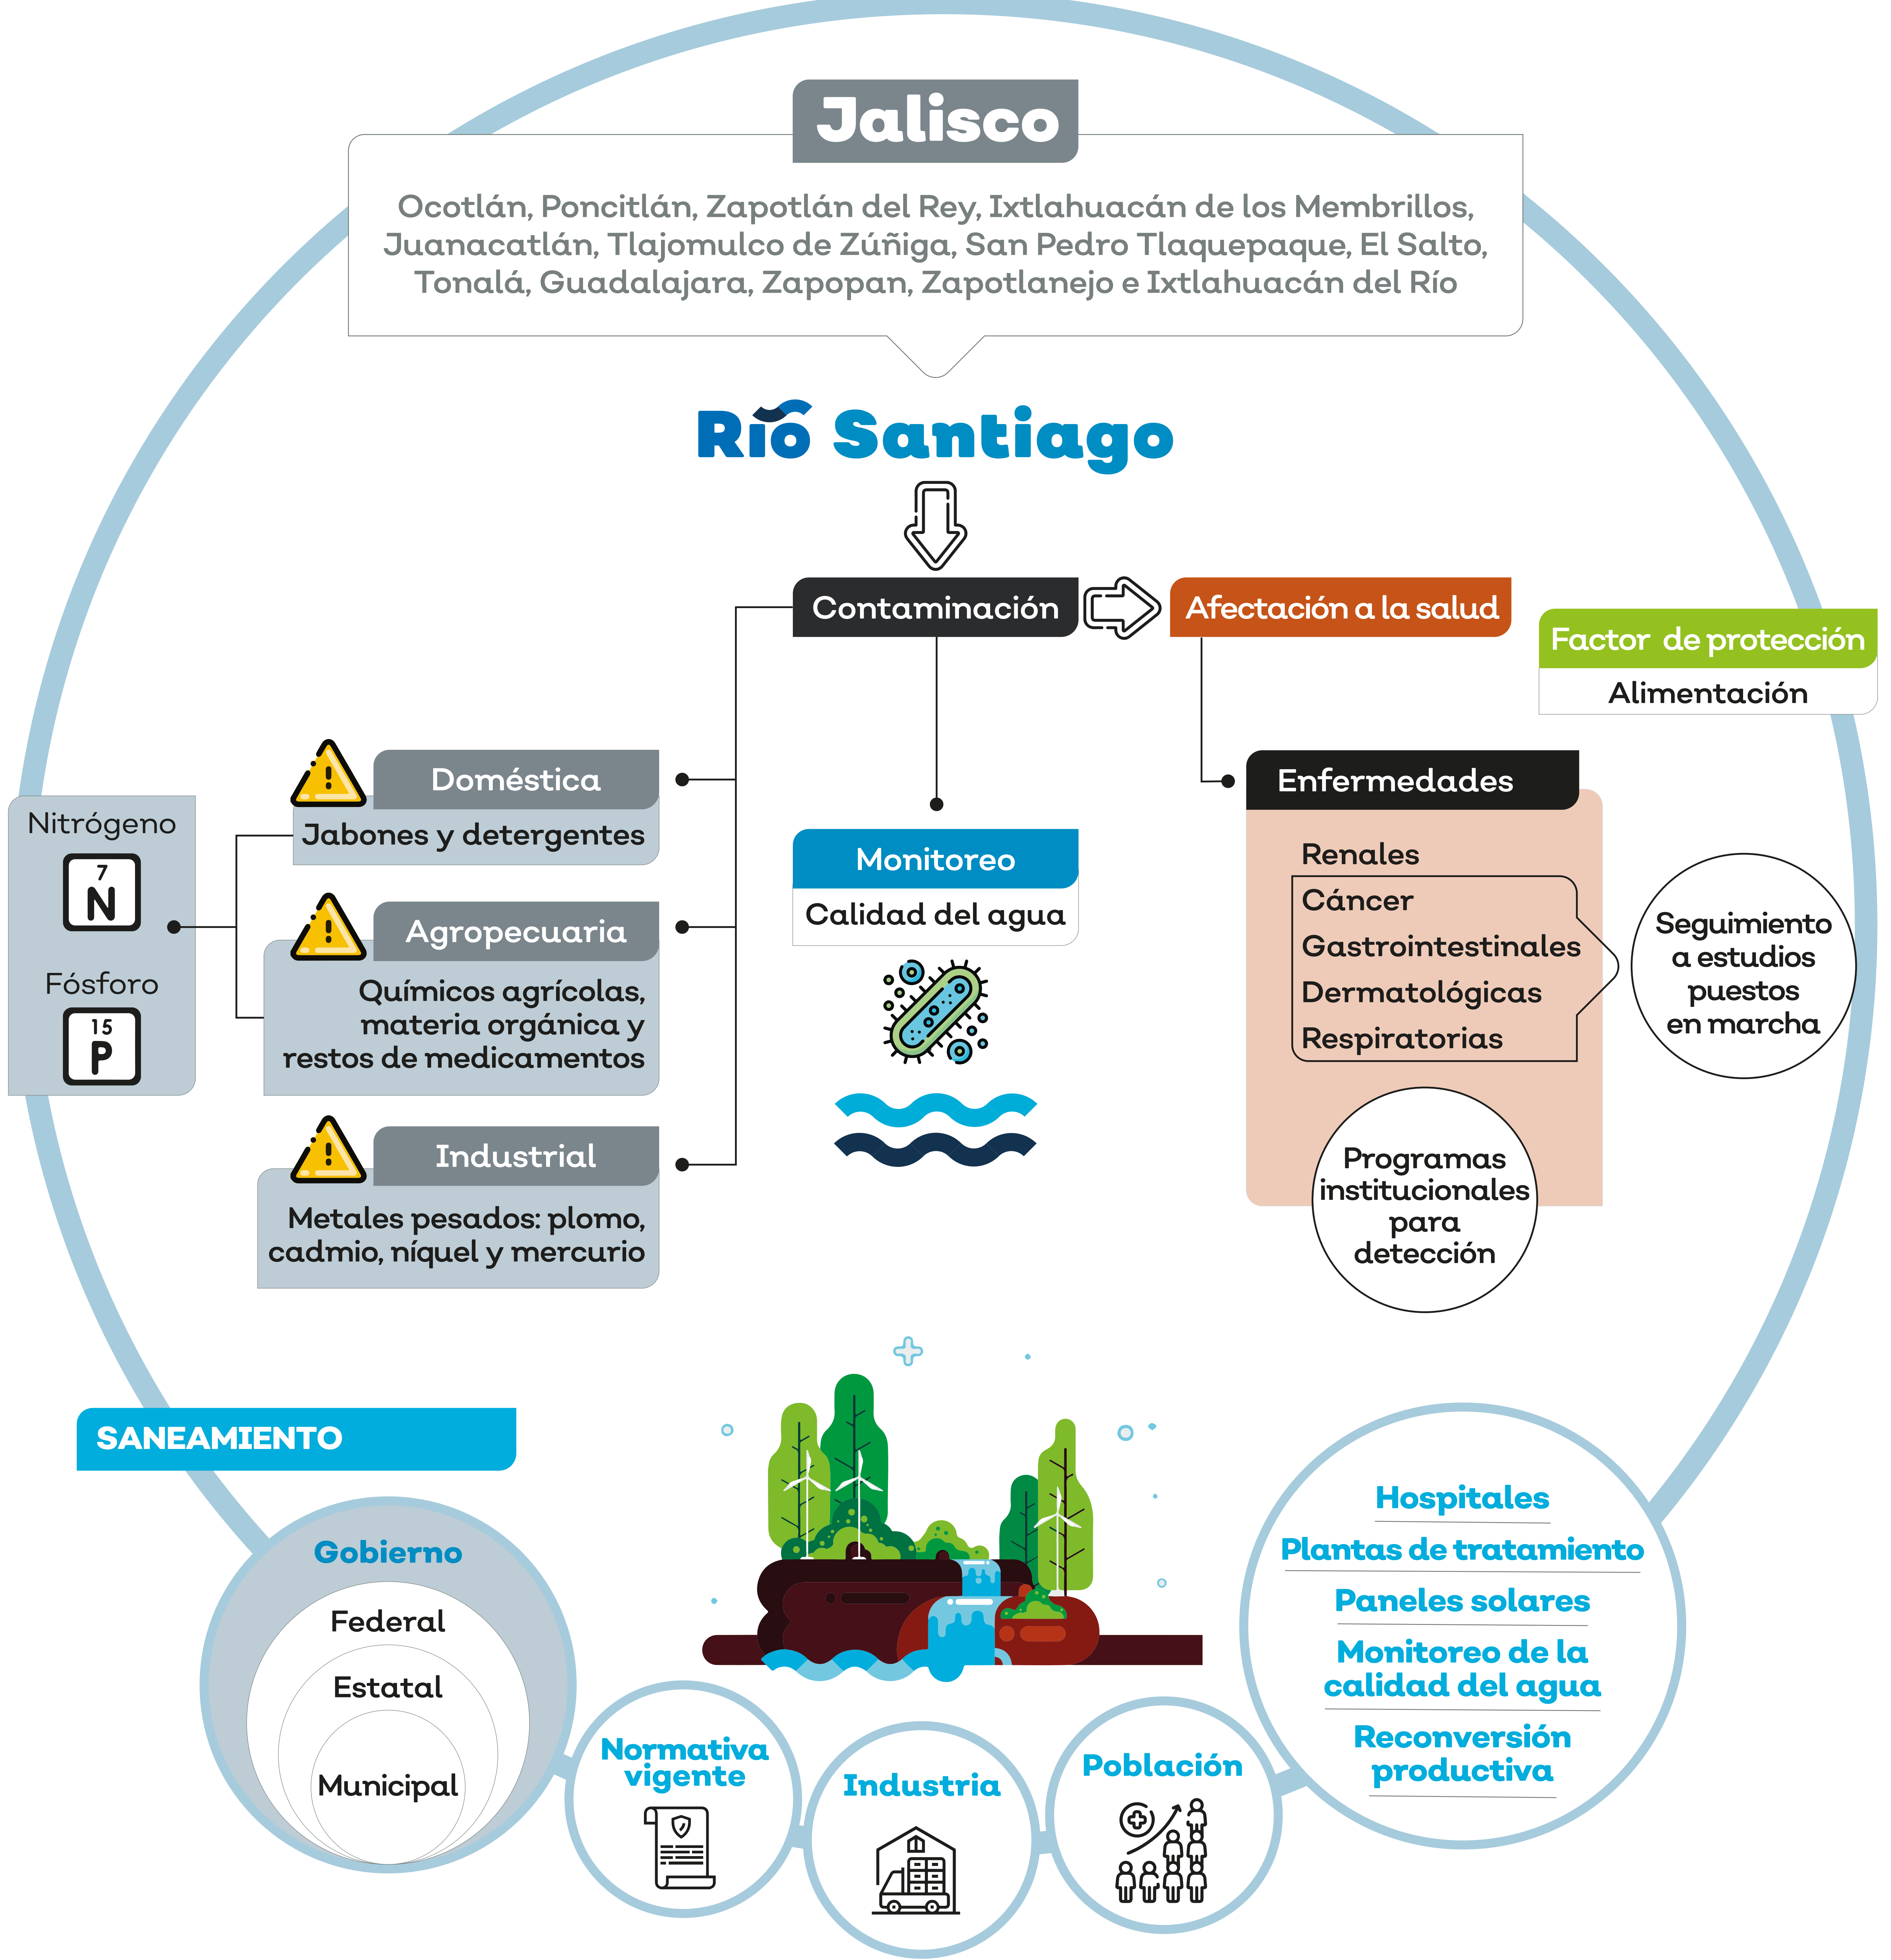 Jalisco
Ocotlán, Poncitlán, Zapotlán del Rey, Ixtlahuacán de los Membrillos,
Juanacatlán, Tlajomulco de Zúñiga, San Pedro Tlaquepaque, El Salto,
Tonalá, Guadalajara, Zapopan, Zapotlanejo e Ixtlahuacán del Río
Río Santiago
Contaminación
Afectación a la salud
Factor de protección
Alimentación
Doméstica
Jabones y detergentes
Agropecuaria
Químicos agrícolas,
materia orgánica y
restos de medicamentos
Industrial
Metales pesados: plomo,
cadmio, níquel y mercurio
Nitrógeno
7
N
Fósforo
15
P
Monitoreo
Calidad del agua
Enfermedades
Renales
Cáncer
Gastrointestinales
Dermatológicas
Respiratorias
Seguimiento
a estudios
puestos
en marcha
Programas
institucionales
para
detección
SANEAMIENTO
Gobierno
Federal
Estatal
Municipal
Normativa
vigente
Industria
Población
Hospitales
Plantas de tratamiento
Paneles solares
Monitoreo de la
calidad del agua
Reconversión
productiva